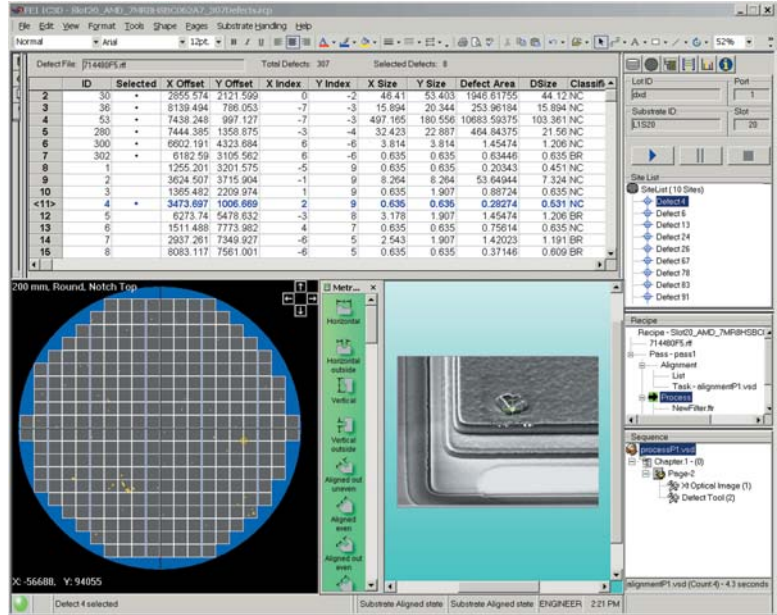 FEI IC3D - Slot20_AMD_7MR8HSBC062A7_307Defects.rcp
File Edit View Format Tools Shape Pages Substrate Handling Help
Normal Arial 12pt. B I U 52%
Defect File: 714480F5.rtf Total Defects: 307 Selected Defects: 8
ID Selected X Offset Y Offset X Index Y Index X Size Y Size Defect Area DSize Classifi
2 30 • 2855.574 2121.599 0 -2 46.41 53.403 1946.61755 44.12 NC
3 36 • 8139.494 786.053 -7 -3 15.894 20.344 253.96184 15.894 NC
4 53 • 7438.248 997.127 -7 -3 497.165 180.556 10683.59375 103.361 NC
5 280 • 7444.385 1358.875 -3 -4 32.423 22.887 464.84375 21.56 NC
6 300 • 6602.191 4323.684 6 -6 3.814 3.814 1.45474 1.206 NC
7 302 • 6182.59 3105.562 6 -6 0.635 0.635 0.63446 0.635 BR
8 1 1255.201 3201.575 -5 9 0.635 0.635 0.20343 0.451 NC
9 2 3624.507 3715.904 -1 9 8.264 8.264 53.64944 7.324 NC
10 3 1365.482 2209.974 1 9 0.635 1.907 0.88724 0.635 NC
<11> 4 • 3473.697 1006.669 2 9 0.635 0.635 0.28274 0.531 NC
12 5 6273.74 5478.632 -3 8 3.178 1.907 1.45474 1.206 BR
13 6 1511.488 7773.982 4 7 0.635 0.635 0.75614 0.635 NC
14 7 2937.261 7349.927 -6 5 2.543 1.907 1.42023 1.191 BR
15 8 8083.117 7561.001 -6 5 0.635 0.635 0.37146 0.609 BR
Lot ID Port
dxd 1
Substrate ID: Slot
L1S20 20
Site List
SiteList [10 Sites]
Defect 4
Defect 6
Defect 13
Defect 24
Defect 26
Defect 67
Defect 78
Defect 83
Defect 91
200 mm, Round, Notch Top
X: -56688, Y: 94055
Metr...
Horizontal
Horizontal outside
Vertical
Vertical outside
Aligned out uneven
Aligned even
Aligned out even
Recipe
Recipe - Slot20_AMD_7MR8HSBC
714480F5.rtf
Pass - pass1
Alignment
List
Task - alignmentP1.vsd
Process
NewFilter.ftr
Sequence
processP1.vsd
Chapter.1 - (0)
Page-2
Xt Optical Image (1)
Defect Tool (2)
alignmentP1.vsd (Count:4) - 4.3 seconds
Defect 4 selected Substrate Aligned state Substrate Aligned state ENGINEER 2:21 PM